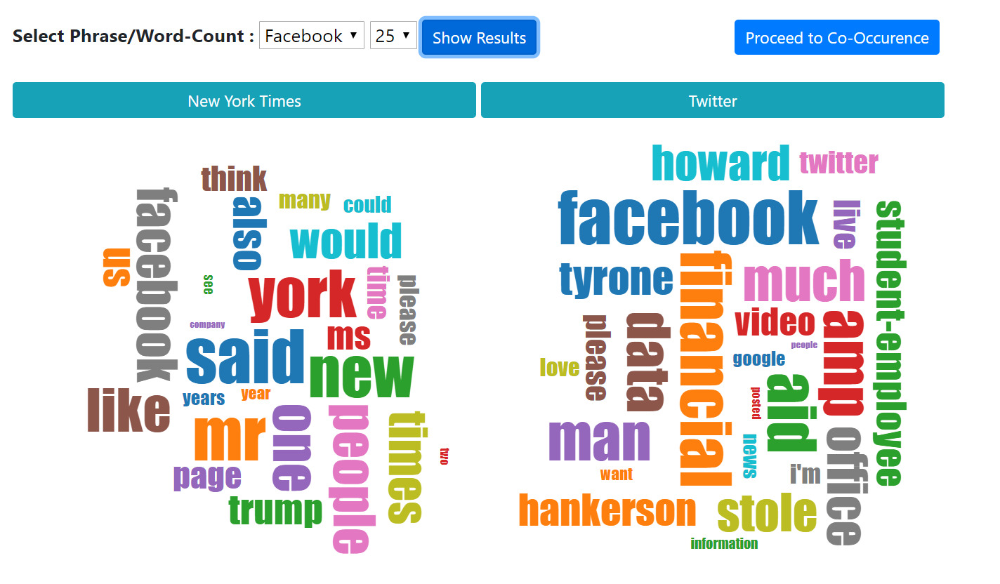 Select Phrase/Word-Count : Facebook 25 Show Results Proceed to Co-Occurence
New York Times
Twitter
think
many
could
also
facebook
would
us
see
york
time
please
company
ms
said
new
like
years
year
mr
one
people
times
two
page
trump
howard
twitter
facebook
live
student-employee
tyrone
financial
much
video
amp
please
data
people
love
google
posted
aid
man
news
office
want
i'm
hankerson
stole
information